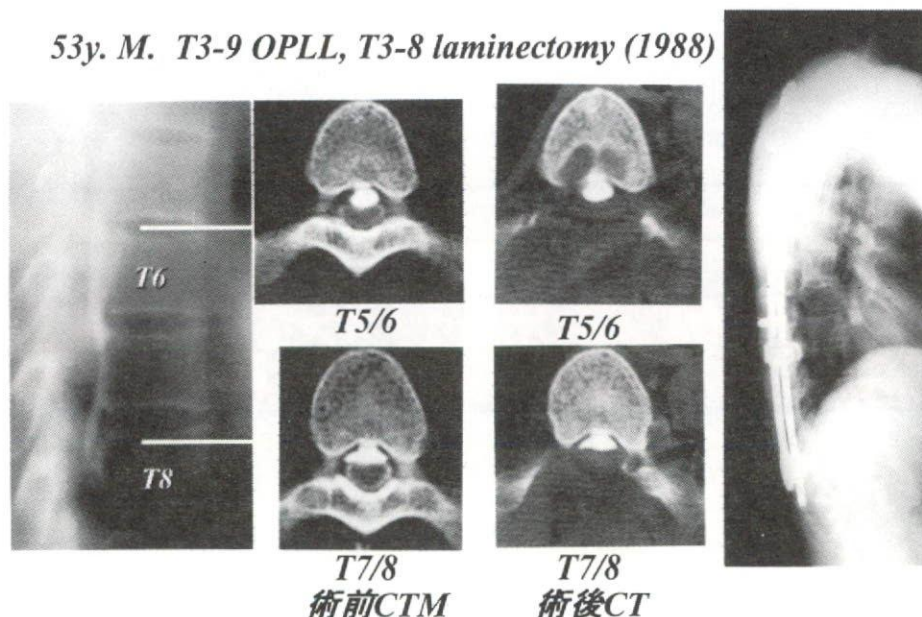 53y. M. T3-9 OPLL, T3-8 laminectomy (1988)
T6
T8
T5/6
T5/6
T7/8
T7/8
術前CTM
術後CT